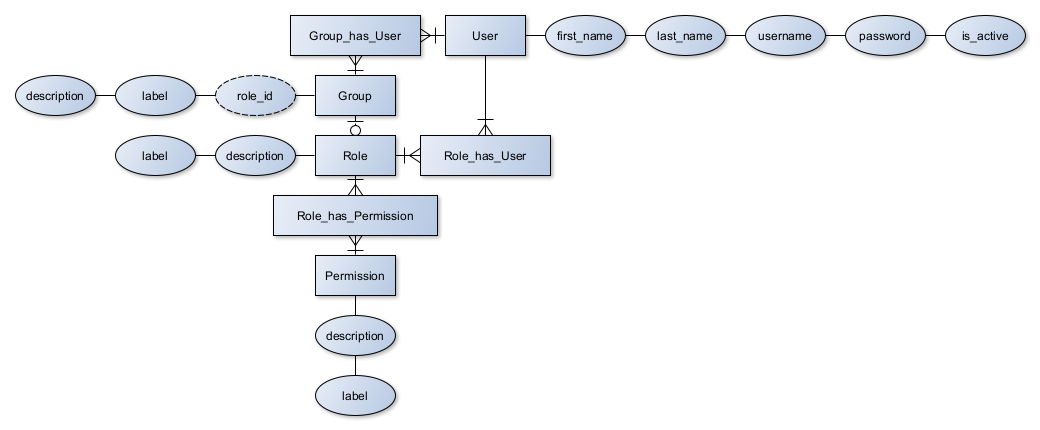 Group_has_User
User
first_name
last_name
username
password
is_active
description
label
role_id
Group
label
description
Role
Role_has_User
Role_has_Permission
Permission
description
label